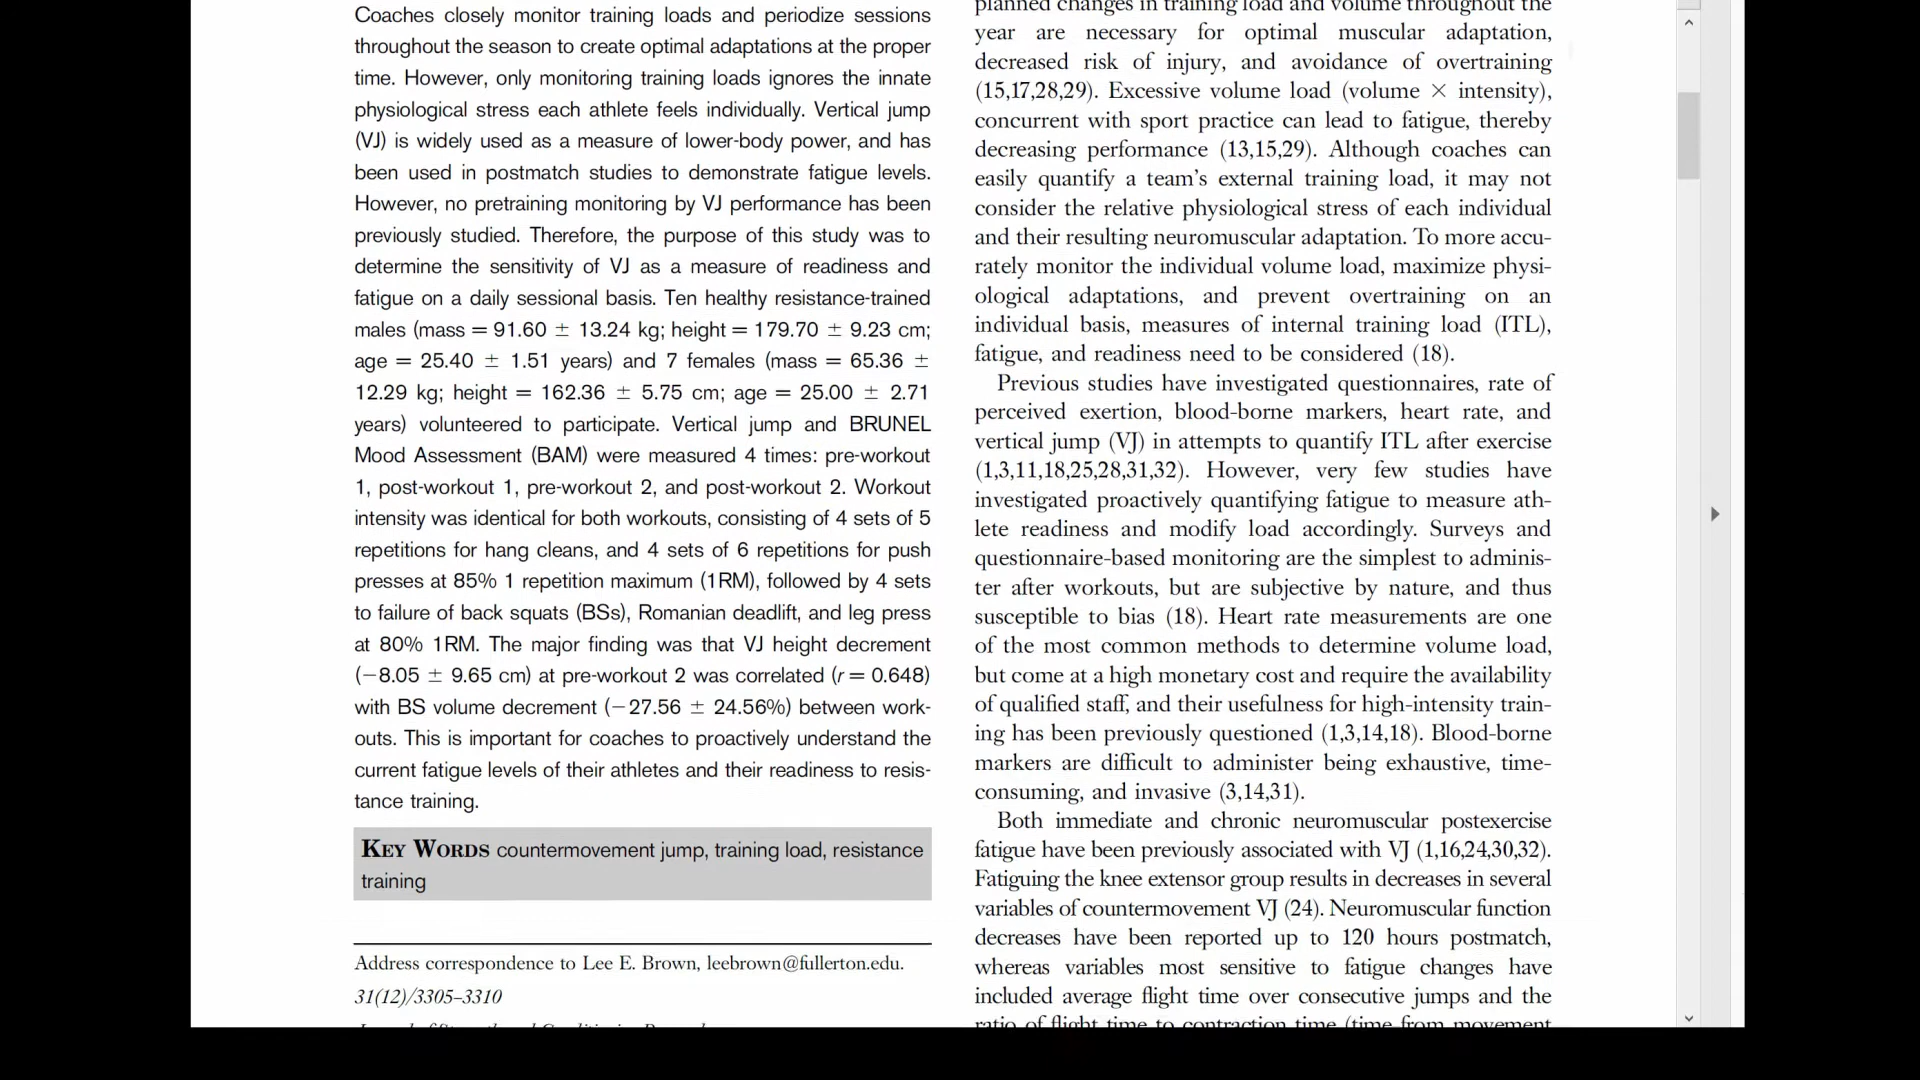 Coaches closely monitor training loads and periodize sessions
throughout the season to create optimal adaptations at the proper
time. However, only monitoring training loads ignores the innate
physiological stress each athlete feels individually. Vertical jump
(VJ) is widely used as a measure of lower-body power, and has
been used in postmatch studies to demonstrate fatigue levels.
However, no pretraining monitoring by VJ performance has been
previously studied. Therefore, the purpose of this study was to
determine the sensitivity of VJ as a measure of readiness and
fatigue on a daily sessional basis. Ten healthy resistance-trained
males (mass = 91.60 ± 13.24 kg; height = 179.70 ± 9.23 cm;
age = 25.40 ± 1.51 years) and 7 females (mass = 65.36 ±
12.29 kg; height = 162.36 ± 5.75 cm; age = 25.00 ± 2.71
years) volunteered to participate. Vertical jump and BRUNEL
Mood Assessment (BAM) were measured 4 times: pre-workout
1, post-workout 1, pre-workout 2, and post-workout 2. Workout
intensity was identical for both workouts, consisting of 4 sets of 5
repetitions for hang cleans, and 4 sets of 6 repetitions for push
presses at 85% 1 repetition maximum (1RM), followed by 4 sets
to failure of back squats (BSs), Romanian deadlift, and leg press
at 80% 1RM. The major finding was that VJ height decrement
(−8.05 ± 9.65 cm) at pre-workout 2 was correlated (r = 0.648)
with BS volume decrement (−27.56 ± 24.56%) between work-
outs. This is important for coaches to proactively understand the
current fatigue levels of their athletes and their readiness to resis-
tance training.
KEY WORDS countermovement jump, training load, resistance
training
Address correspondence to Lee E. Brown, leebrown@fullerton.edu.
31(12)/3305–3310
Journal of Strength and Conditioning Research
planned changes in training load and volume throughout the
year are necessary for optimal muscular adaptation,
decreased risk of injury, and avoidance of overtraining
(15,17,28,29). Excessive volume load (volume × intensity),
concurrent with sport practice can lead to fatigue, thereby
decreasing performance (13,15,29). Although coaches can
easily quantify a team’s external training load, it may not
consider the relative physiological stress of each individual
and their resulting neuromuscular adaptation. To more accu-
rately monitor the individual volume load, maximize physi-
ological adaptations, and prevent overtraining on an
individual basis, measures of internal training load (ITL),
fatigue, and readiness need to be considered (18).
Previous studies have investigated questionnaires, rate of
perceived exertion, blood-borne markers, heart rate, and
vertical jump (VJ) in attempts to quantify ITL after exercise
(1,3,11,18,25,28,31,32). However, very few studies have
investigated proactively quantifying fatigue to measure ath-
lete readiness and modify load accordingly. Surveys and
questionnaire-based monitoring are the simplest to adminis-
ter after workouts, but are subjective by nature, and thus
susceptible to bias (18). Heart rate measurements are one
of the most common methods to determine volume load,
but come at a high monetary cost and require the availability
of qualified staff, and their usefulness for high-intensity train-
ing has been previously questioned (1,3,14,18). Blood-borne
markers are difficult to administer being exhaustive, time-
consuming, and invasive (3,14,31).
Both immediate and chronic neuromuscular postexercise
fatigue have been previously associated with VJ (1,16,24,30,32).
Fatiguing the knee extensor group results in decreases in several
variables of countermovement VJ (24). Neuromuscular function
decreases have been reported up to 120 hours postmatch,
whereas variables most sensitive to fatigue changes have
included average flight time over consecutive jumps and the
ratio of flight time to contraction time (time from movement